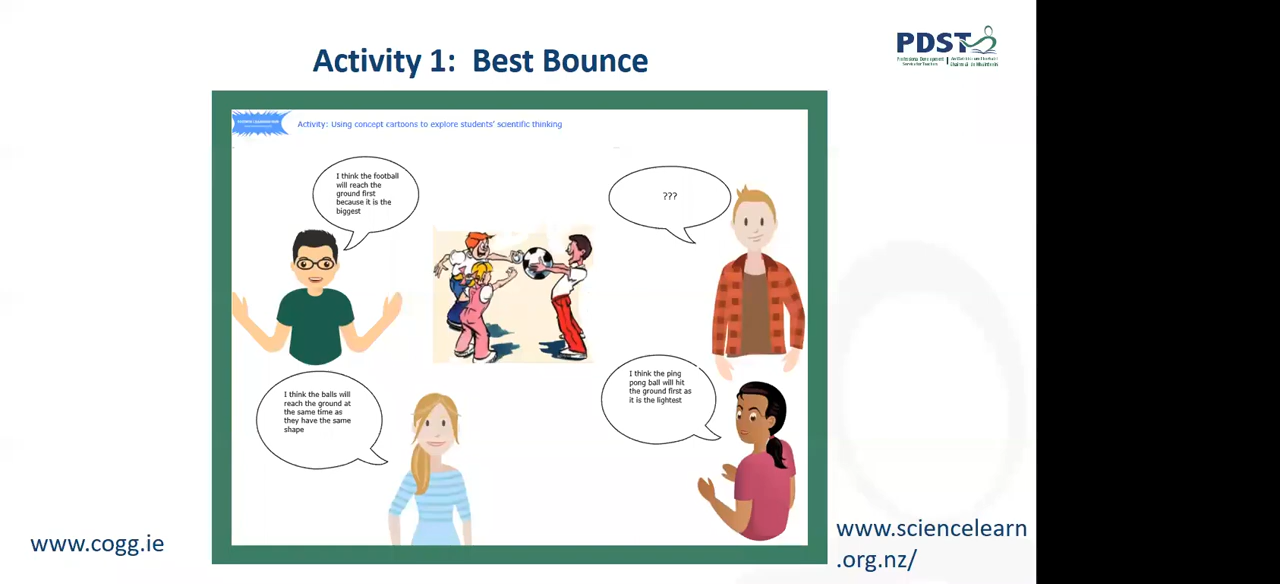 Activity 1: Best Bounce
PDST
Activity: Using concept cartoons to explore students' scientific thinking
I think the football
will reach the
ground first
because it is the
biggest
???
I think the balls will
reach the ground at
the same time as
they have the same
shape
I think the ping
pong ball will hit
the ground first as
it is the lightest
www.cogg.ie
www.sciencelearn
.org.nz/